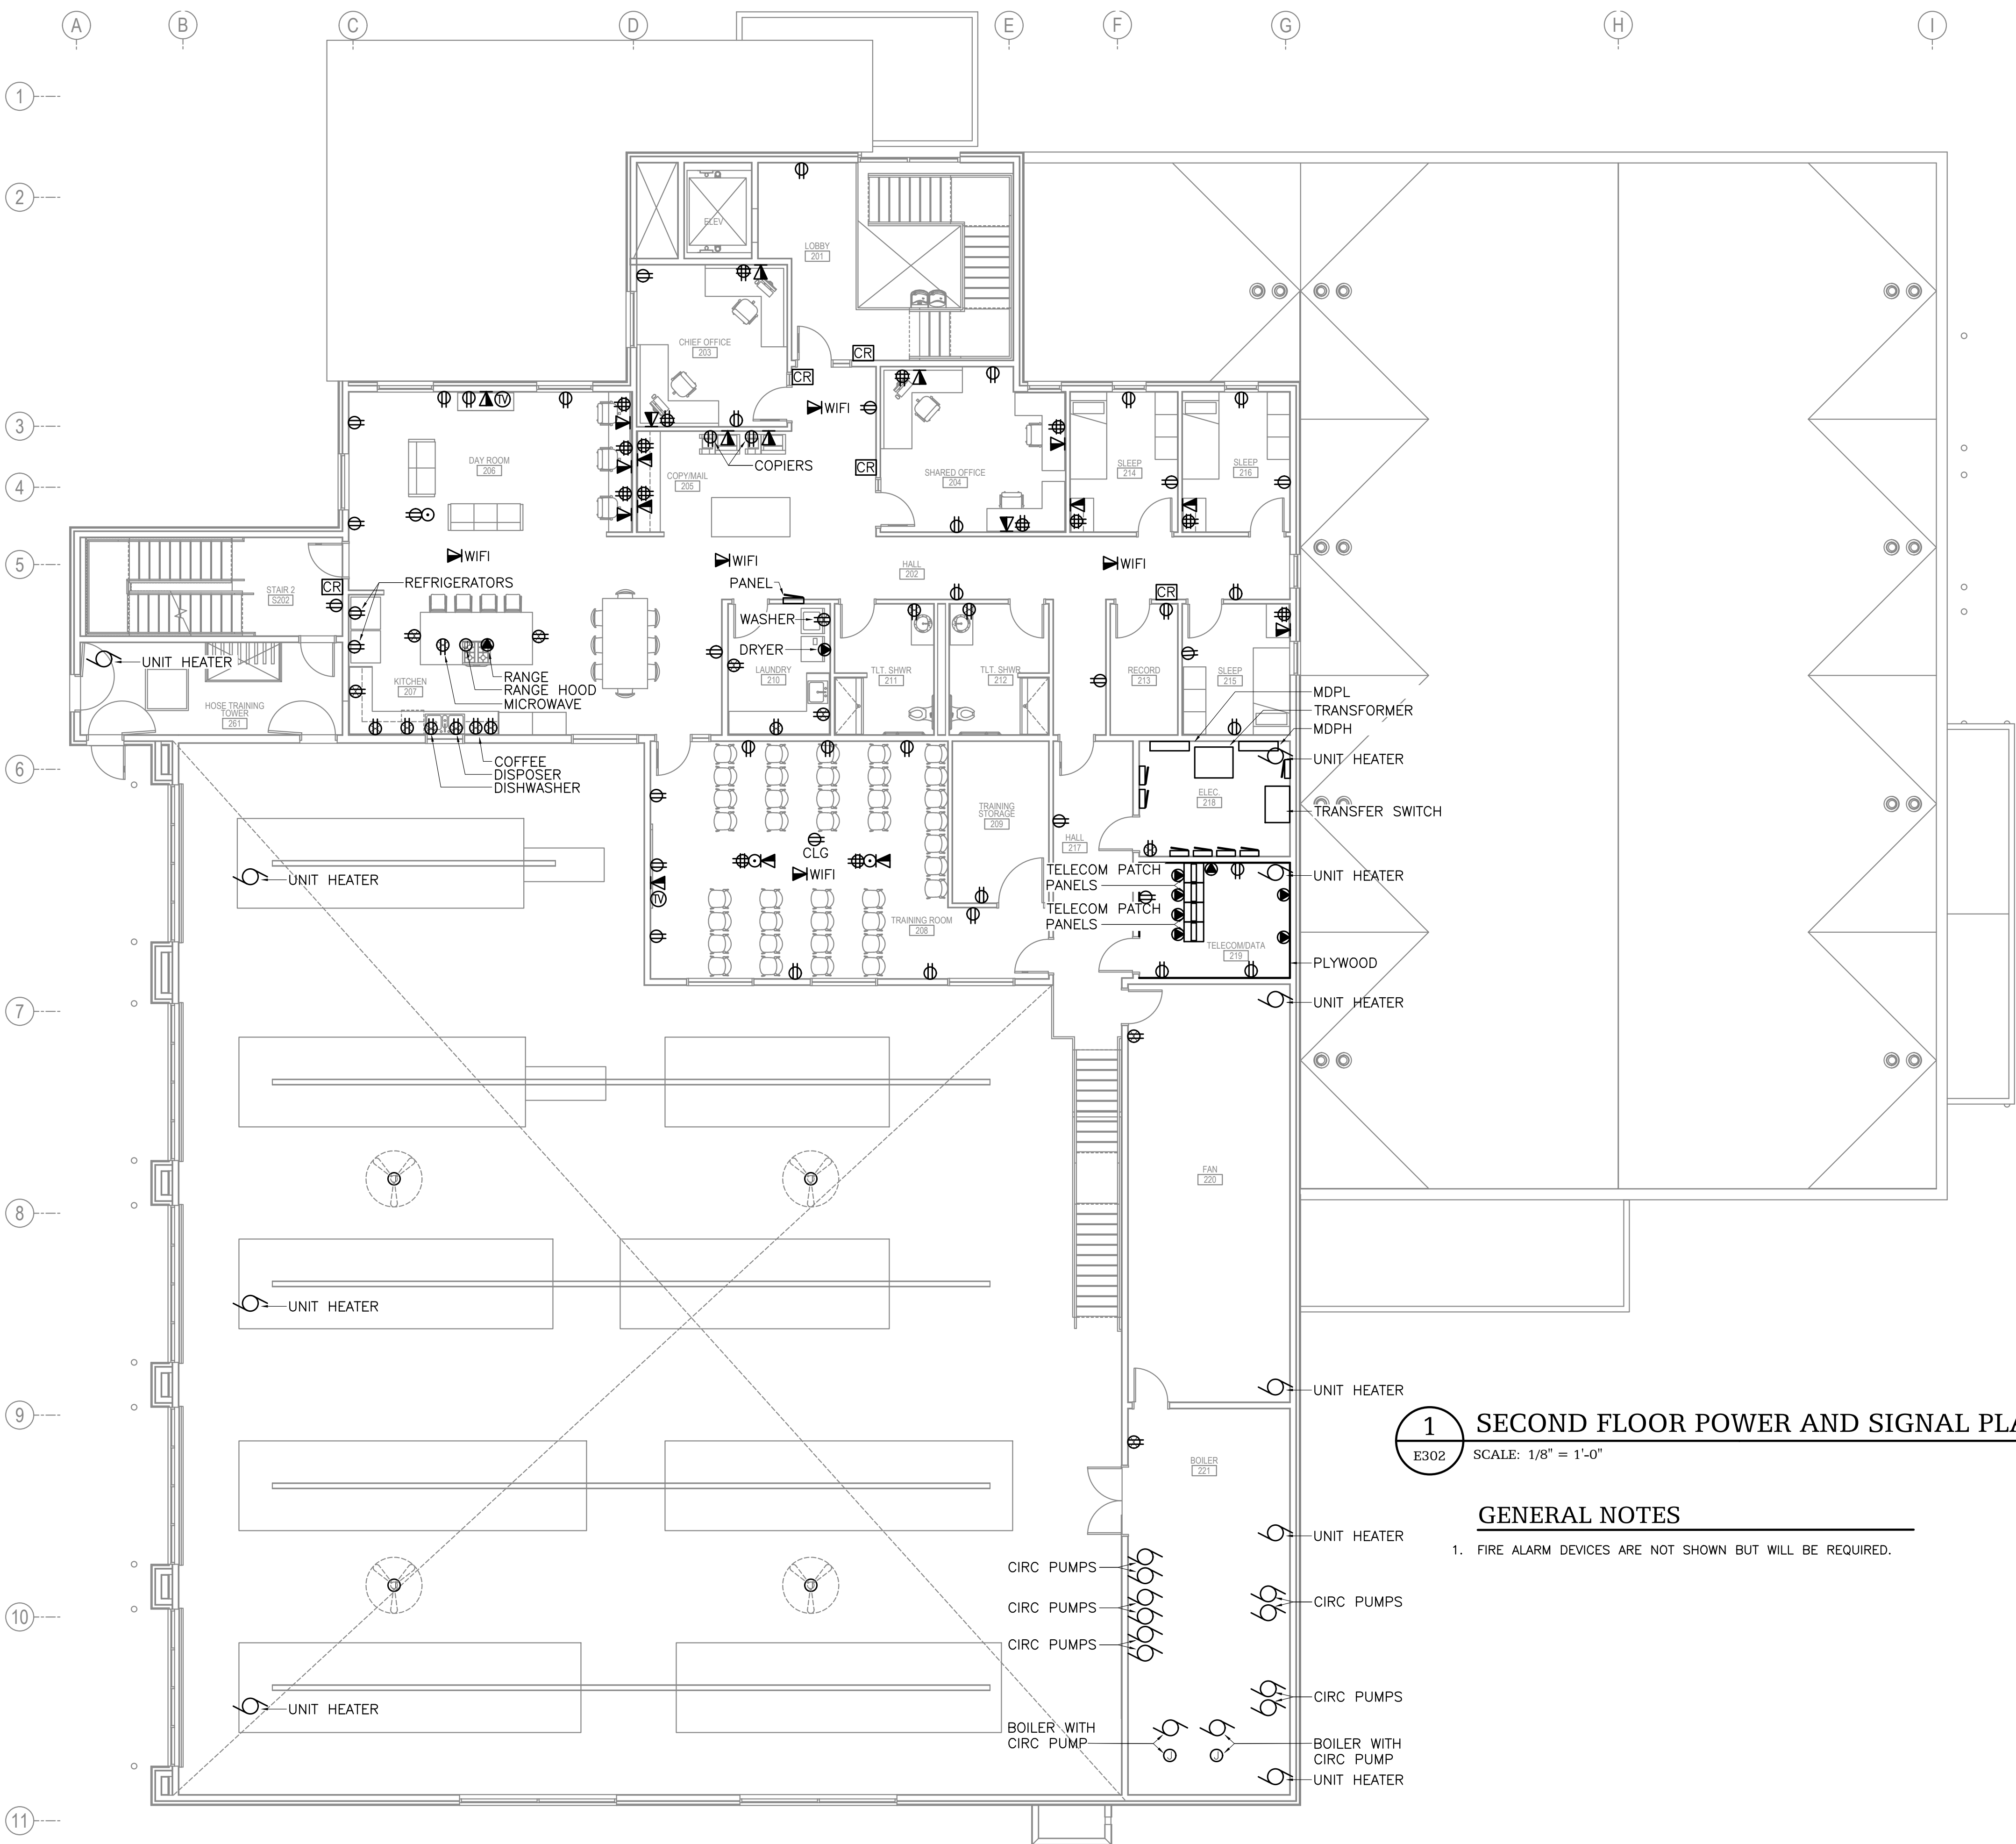 A B C D E F G H I
1
2
3
4
5
6
7
8
9
10
11
ELEV
LOBBY
201
CHIEF OFFICE
203
CR
CR
WIFI
TV
DAY ROOM
206
COPIERS
COPY/MAIL
205
CR
SHARED OFFICE
204
SLEEP
214
SLEEP
216
WIFI
WIFI
HALL
202
WIFI
STAIR 2
S202
CR
REFRIGERATORS
PANEL
CR
WASHER
DRYER
LAUNDRY
210
TLT. SHWR
211
TLT. SHWR
212
RECORD
213
SLEEP
215
UNIT HEATER
HOSE TRAINING
TOWER
261
KITCHEN
207
RANGE
RANGE HOOD
MICROWAVE
COFFEE
DISPOSER
DISHWASHER
MDPL
TRANSFORMER
MDPH
UNIT HEATER
ELEC.
218
TRANSFER SWITCH
TRAINING
STORAGE
209
HALL
217
CLG
WIFI
TV
TRAINING ROOM
208
TELECOM PATCH
PANELS
TELECOM PATCH
PANELS
UNIT HEATER
TELECOM/DATA
219
PLYWOOD
UNIT HEATER
UNIT HEATER
FAN
220
J
J
UNIT HEATER
UNIT HEATER
BOILER
221
UNIT HEATER
CIRC PUMPS
CIRC PUMPS
CIRC PUMPS
CIRC PUMPS
J
J
CIRC PUMPS
UNIT HEATER
BOILER WITH
CIRC PUMP
J
J
BOILER WITH
CIRC PUMP
UNIT HEATER
1
E302
SECOND FLOOR POWER AND SIGNAL PLA
SCALE: 1/8" = 1'-0"
GENERAL NOTES
1. FIRE ALARM DEVICES ARE NOT SHOWN BUT WILL BE REQUIRED.